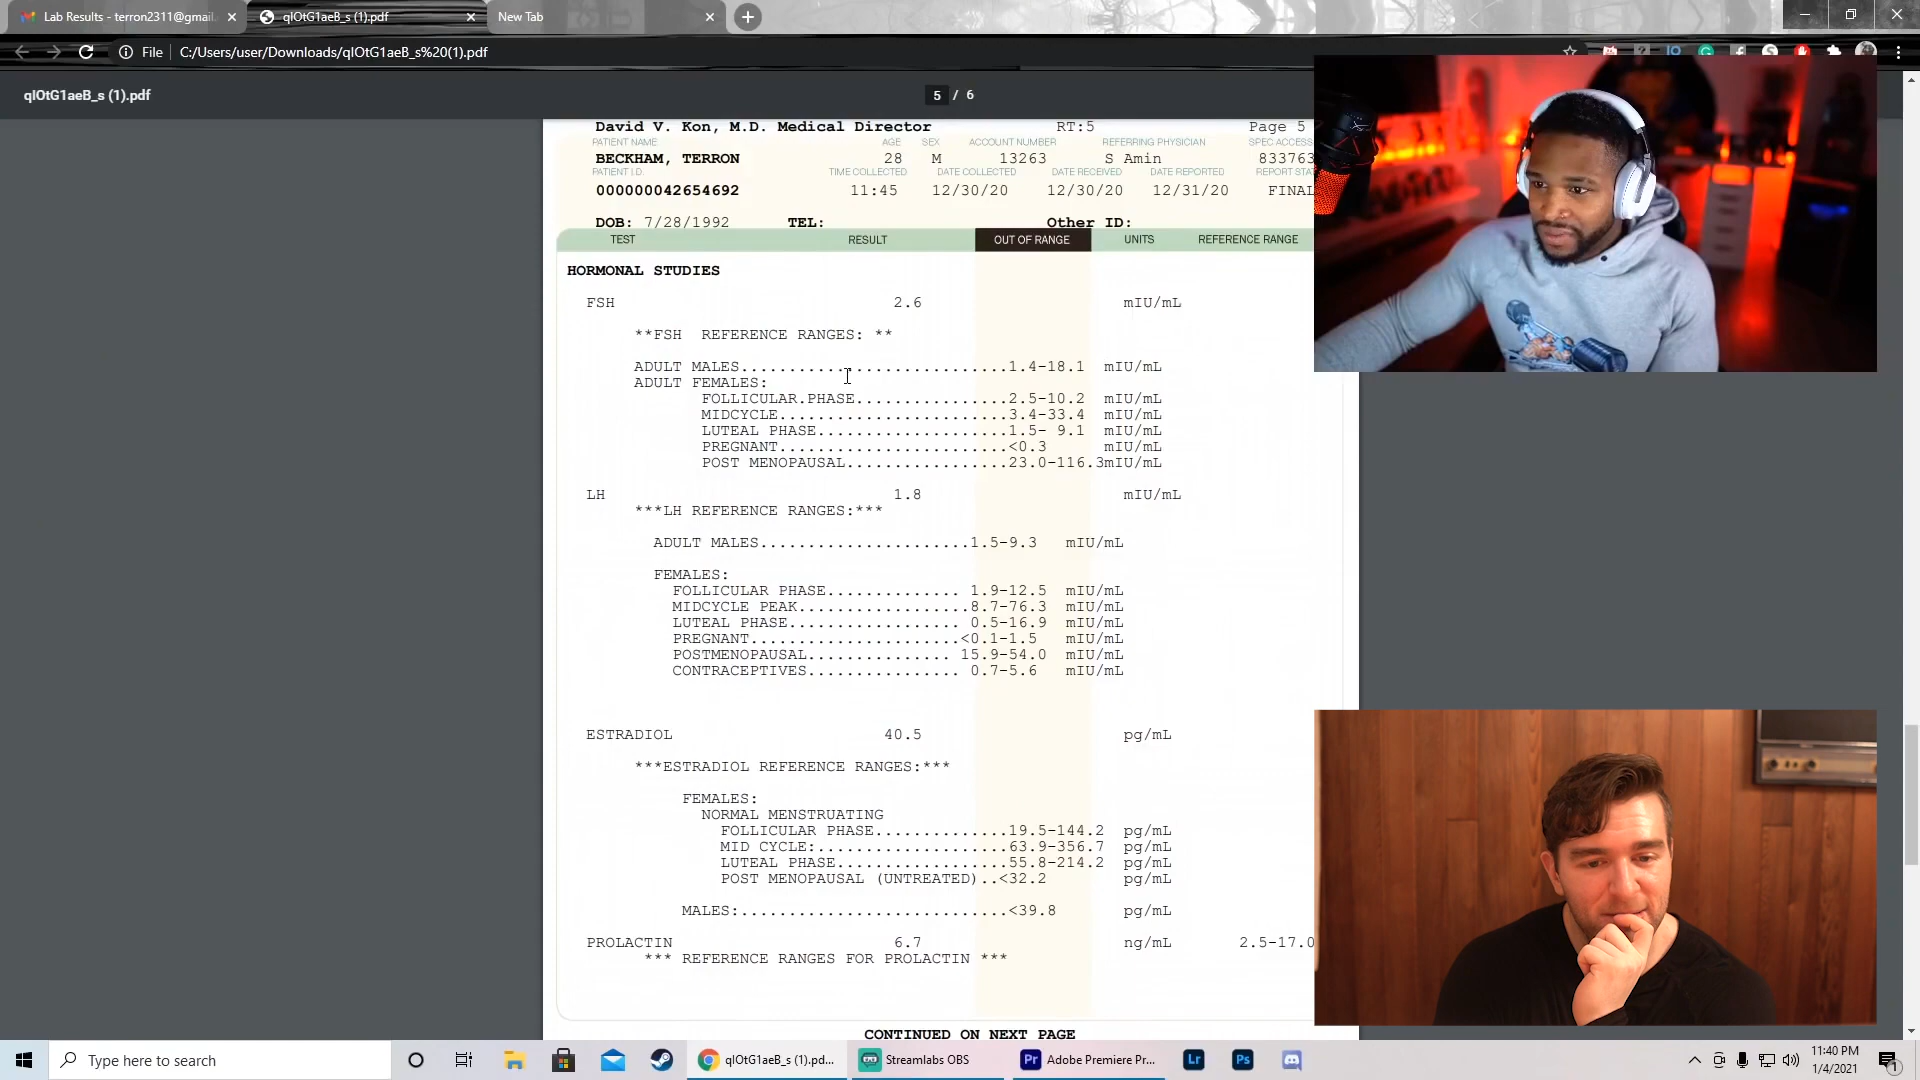 Lab Results - terron2311@gmail.
qlOtG1aeB_s (1).pdf
New Tab
File
C:/Users/user/Downloads/qlOtG1aeB_s%20(1).pdf
qlOtG1aeB_s (1).pdf
5 / 6
David V. Kon, M.D. Medical Director RT:5 Page 5
PATIENT NAME AGE SEX ACCOUNT NUMBER REFERRING PHYSICIAN SPEC ACCESS
BECKHAM, TERRON 28 M 13263 S Amin 833763
PATIENT I.D. TIME COLLECTED DATE COLLECTED DATE RECEIVED DATE REPORTED REPORT STAT
000000042654692 11:45 12/30/20 12/30/20 12/31/20 FINAL
DOB: 7/28/1992 TEL: Other ID:
TEST RESULT OUT OF RANGE UNITS REFERENCE RANGE
HORMONAL STUDIES
FSH 2.6 mIU/mL
**FSH REFERENCE RANGES: **
ADULT MALES............................1.4-18.1 mIU/mL
ADULT FEMALES:
FOLLICULAR.PHASE................2.5-10.2 mIU/mL
MIDCYCLE........................3.4-33.4 mIU/mL
LUTEAL PHASE....................1.5- 9.1 mIU/mL
PREGNANT........................<0.3 mIU/mL
POST MENOPAUSAL.................23.0-116.3mIU/mL
LH 1.8 mIU/mL
***LH REFERENCE RANGES:***
ADULT MALES......................1.5-9.3 mIU/mL
FEMALES:
FOLLICULAR PHASE.............. 1.9-12.5 mIU/mL
MIDCYCLE PEAK..................8.7-76.3 mIU/mL
LUTEAL PHASE.................. 0.5-16.9 mIU/mL
PREGNANT......................<0.1-1.5 mIU/mL
POSTMENOPAUSAL............... 15.9-54.0 mIU/mL
CONTRACEPTIVES................ 0.7-5.6 mIU/mL
ESTRADIOL 40.5 pg/mL
***ESTRADIOL REFERENCE RANGES:***
FEMALES:
NORMAL MENSTRUATING
FOLLICULAR PHASE..............19.5-144.2 pg/mL
MID CYCLE:....................63.9-356.7 pg/mL
LUTEAL PHASE..................55.8-214.2 pg/mL
POST MENOPAUSAL (UNTREATED)..<32.2 pg/mL
MALES:............................<39.8 pg/mL
PROLACTIN 6.7 ng/mL 2.5-17.0
*** REFERENCE RANGES FOR PROLACTIN ***
CONTINUED ON NEXT PAGE
Type here to search
qlOtG1aeB_s (1).pd...
Streamlabs OBS
Pr Adobe Premiere Pr...
Lr
Ps
11:40 PM
1/4/2021
1